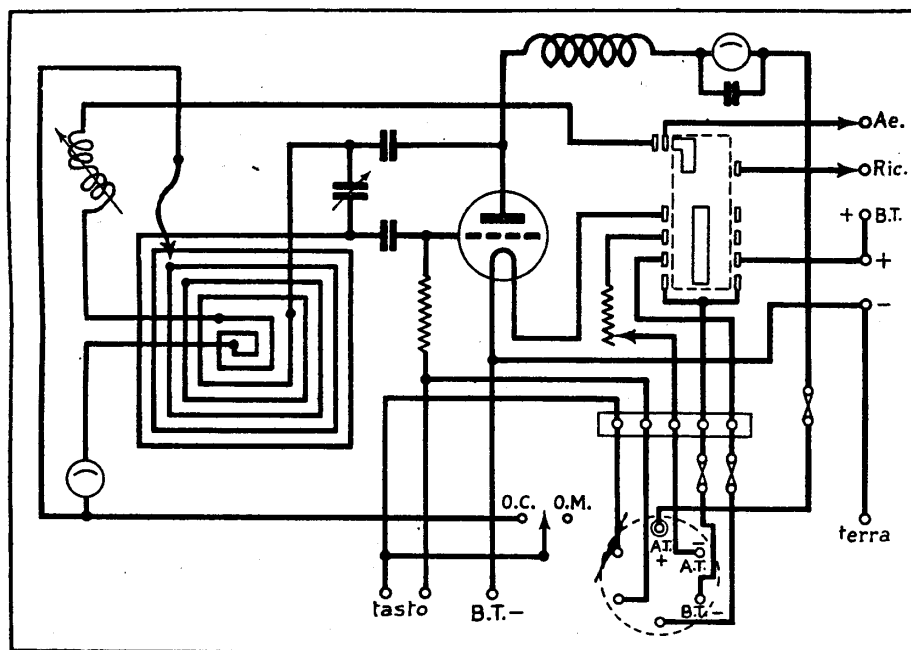 Ae.
Ric.
+ B.T.
+
-
O.C. O.M.
A.T. -
+ A.T.
terra
tasto B.T.- B.T.-